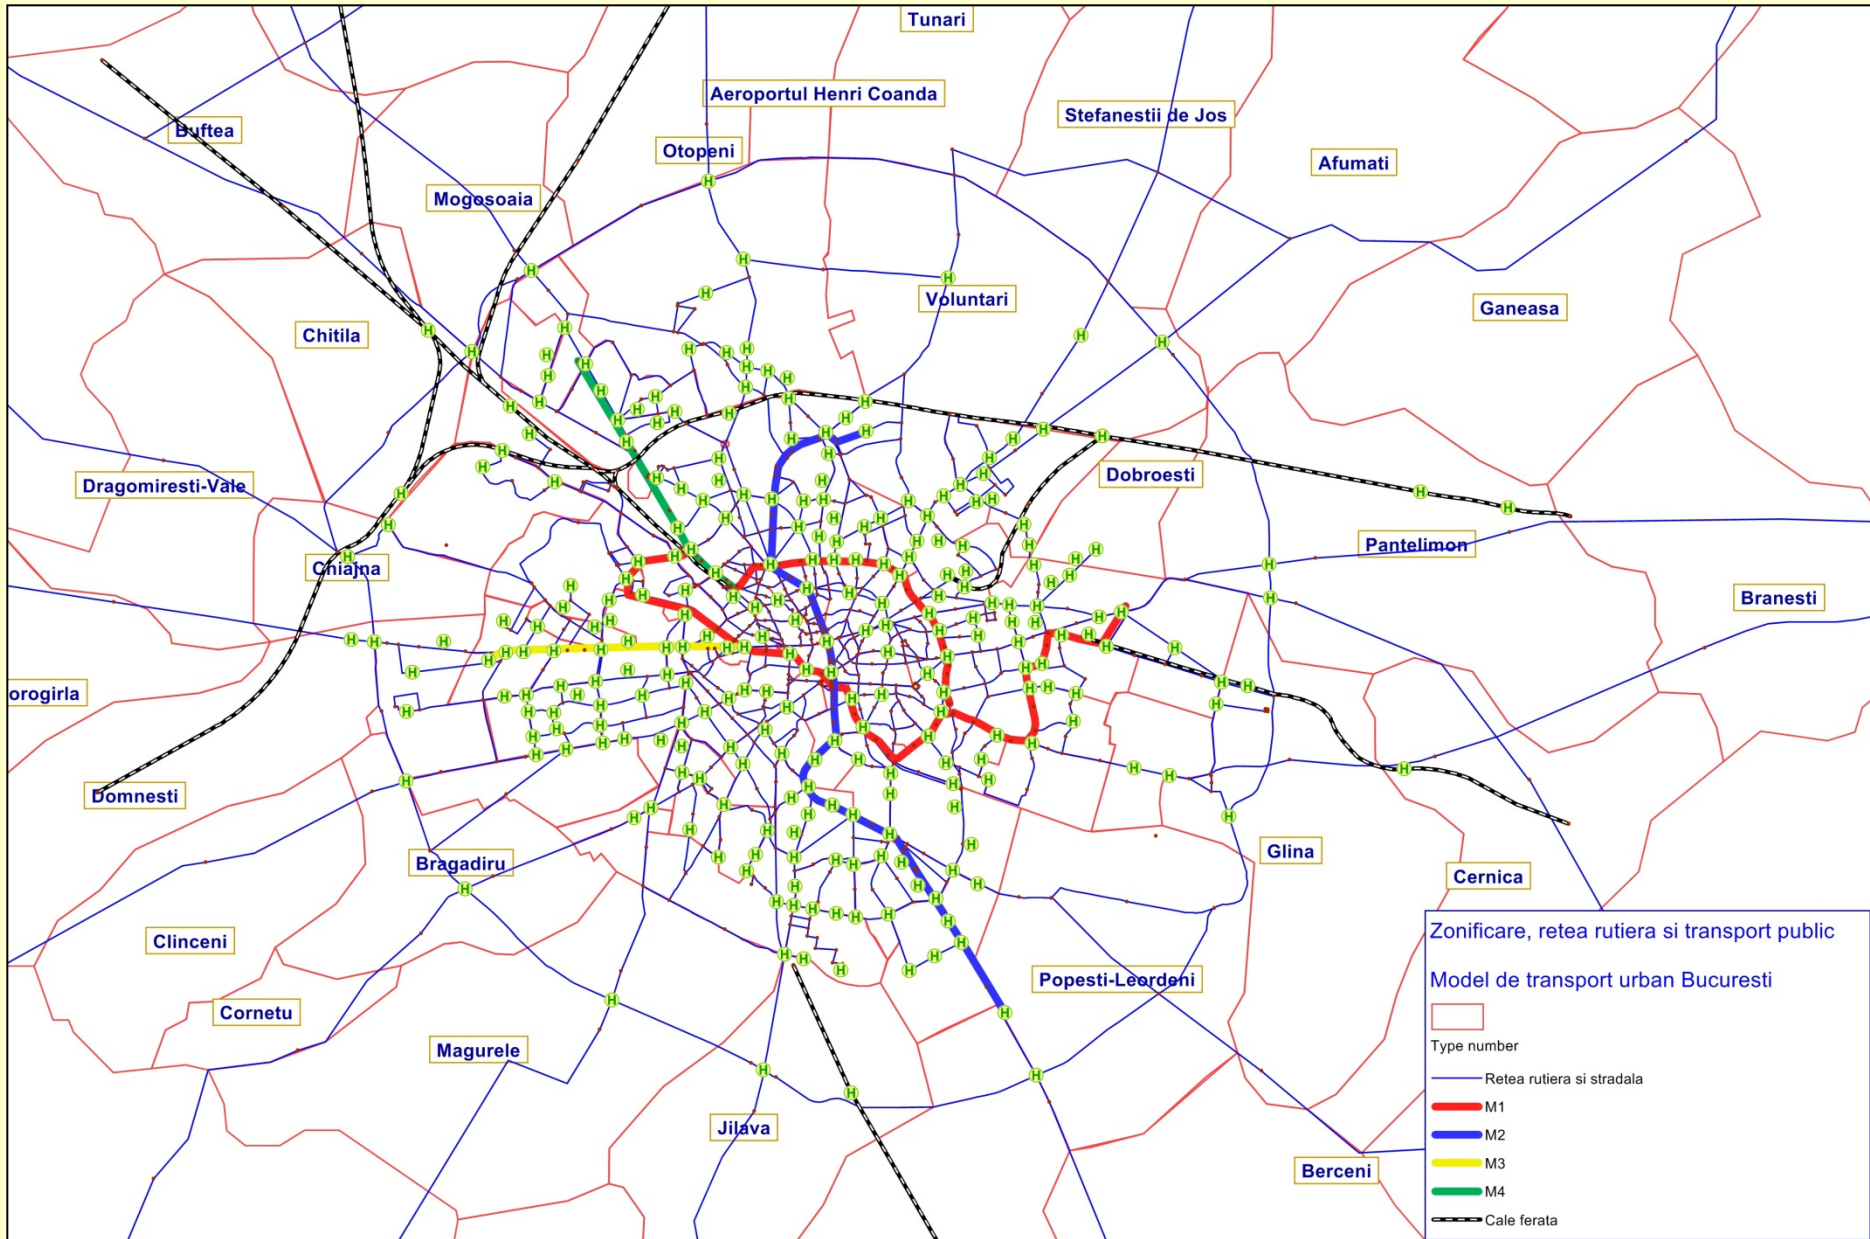 Tunari
Aeroportul Henri Coanda
Stefanestii de Jos
Buftea
Otopeni
Afumati
Mogosoaia
Voluntari
Ganeasa
Chitila
Dragomiresti-Vale
Dobroesti
Pantelimon
Chiajna
Branesti
orogirla
Domnesti
Bragadiru
Glina
Cernica
Clinceni
Popesti-Leordeni
Cornetu
Magurele
Jilava
Berceni
Zonificare, retea rutiera si transport public
Model de transport urban Bucuresti
Type number
Retea rutiera si stradala
M1
M2
M3
M4
Cale ferata